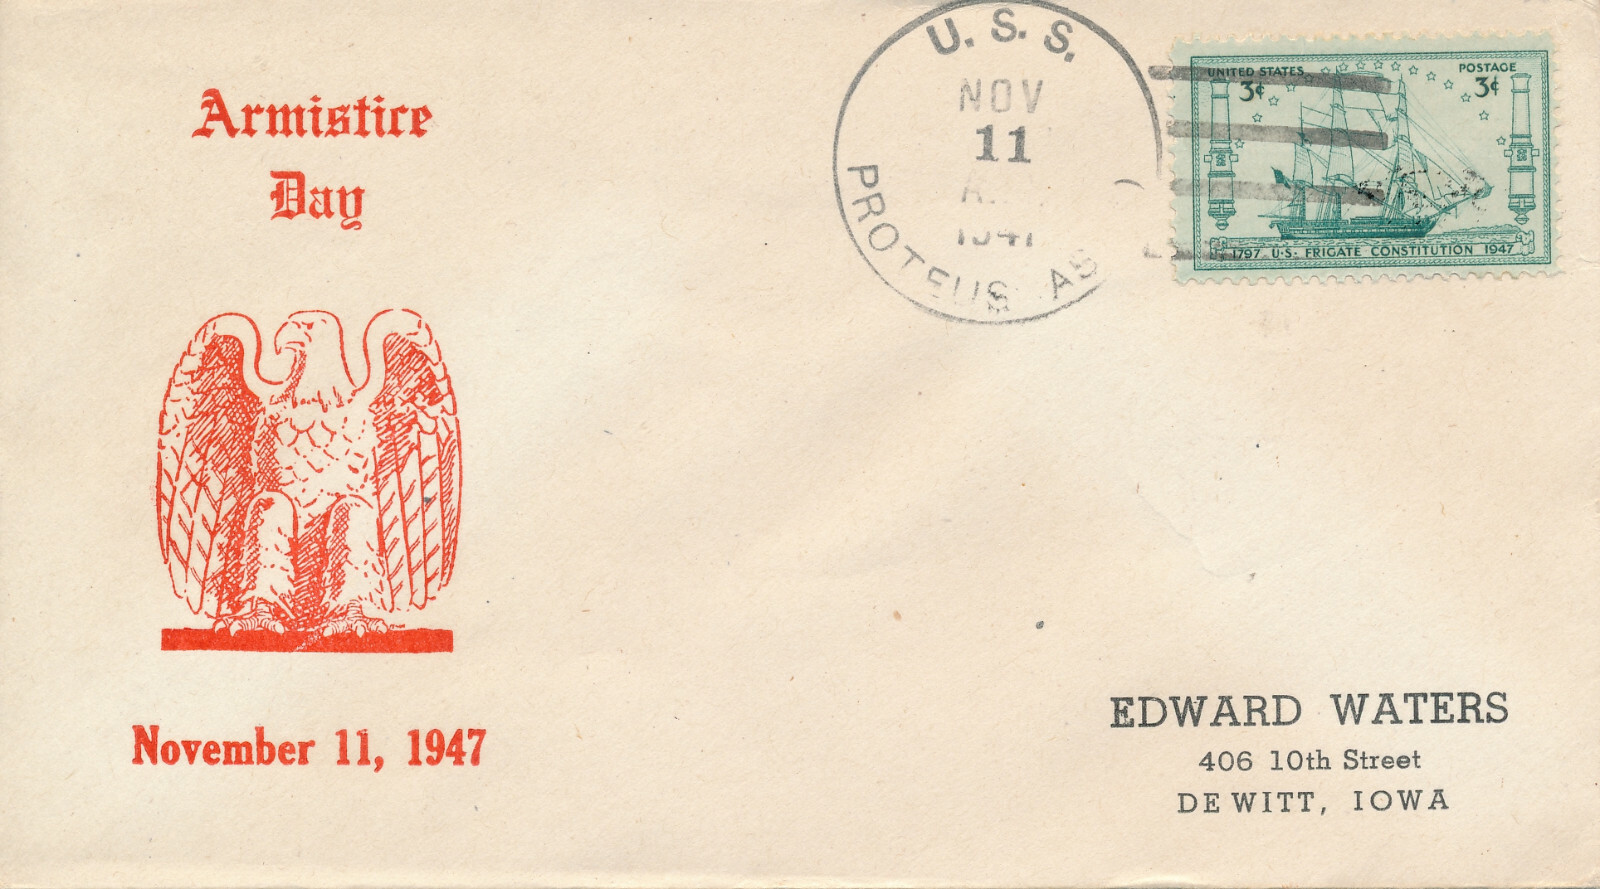 Armistice
Day
November 11, 1947
U.S.S.
NOV
11
1947
PROTEUS AS
UNITED STATES POSTAGE
3¢ 3¢
1797 U·S· FRIGATE CONSTITUTION 1947
EDWARD WATERS
406 10th Street
DE WITT, IOWA